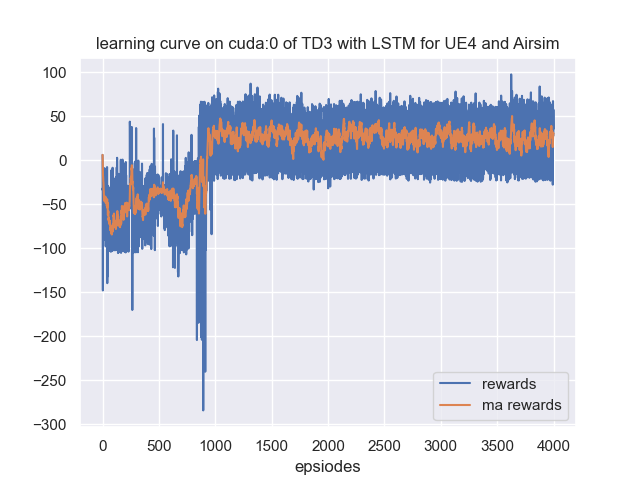 learning curve on cuda:0 of TD3 with LSTM for UE4 and Airsim
100
50
0
−50
−100
−150
−200
−250
−300
rewards
ma rewards
0 500 1000 1500 2000 2500 3000 3500 4000
epsiodes